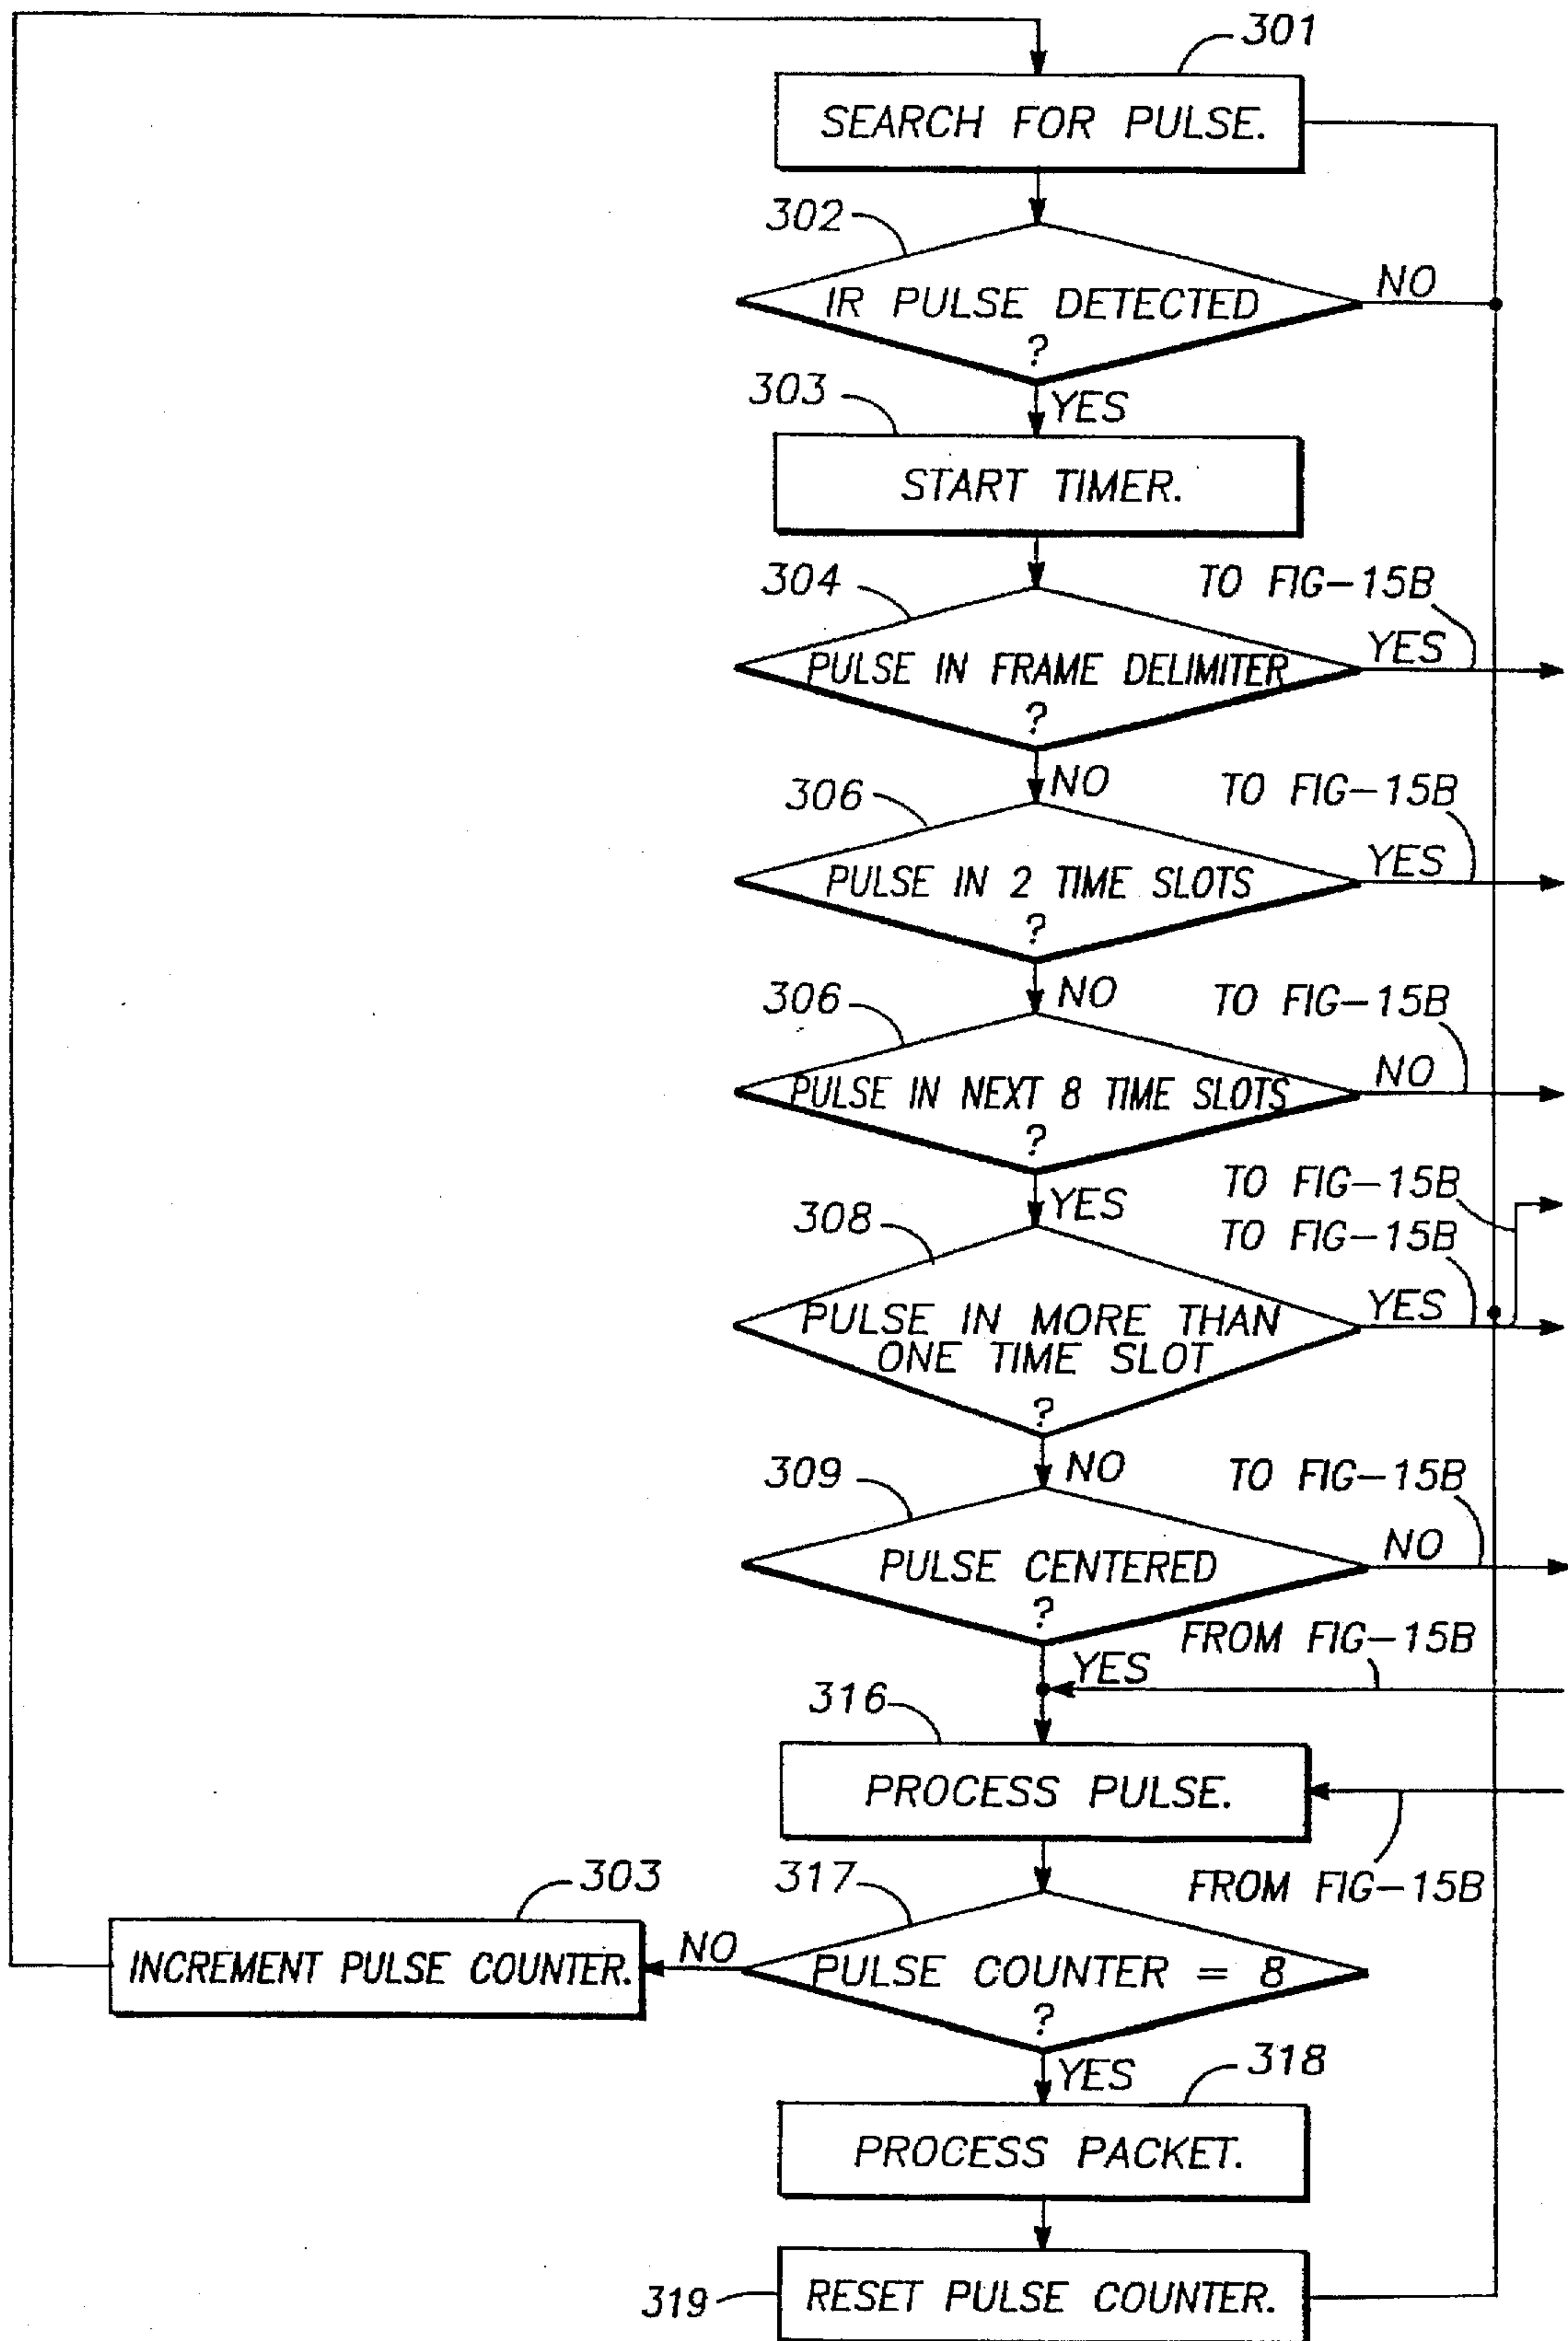 301
SEARCH FOR PULSE.
302
IR PULSE DETECTED
?
NO
YES
303
START TIMER.
304
TO FIG-15B
PULSE IN FRAME DELIMITER
?
YES
NO
306
TO FIG-15B
PULSE IN 2 TIME SLOTS
?
YES
NO
306
TO FIG-15B
PULSE IN NEXT 8 TIME SLOTS
?
NO
YES
TO FIG-15B
308
TO FIG-15B
PULSE IN MORE THAN
ONE TIME SLOT
?
YES
NO
309
TO FIG-15B
PULSE CENTERED
?
NO
FROM FIG-15B
YES
316
PROCESS PULSE.
FROM FIG-15B
303
317
INCREMENT PULSE COUNTER.
NO
PULSE COUNTER = 8
?
YES
318
PROCESS PACKET.
319
RESET PULSE COUNTER.